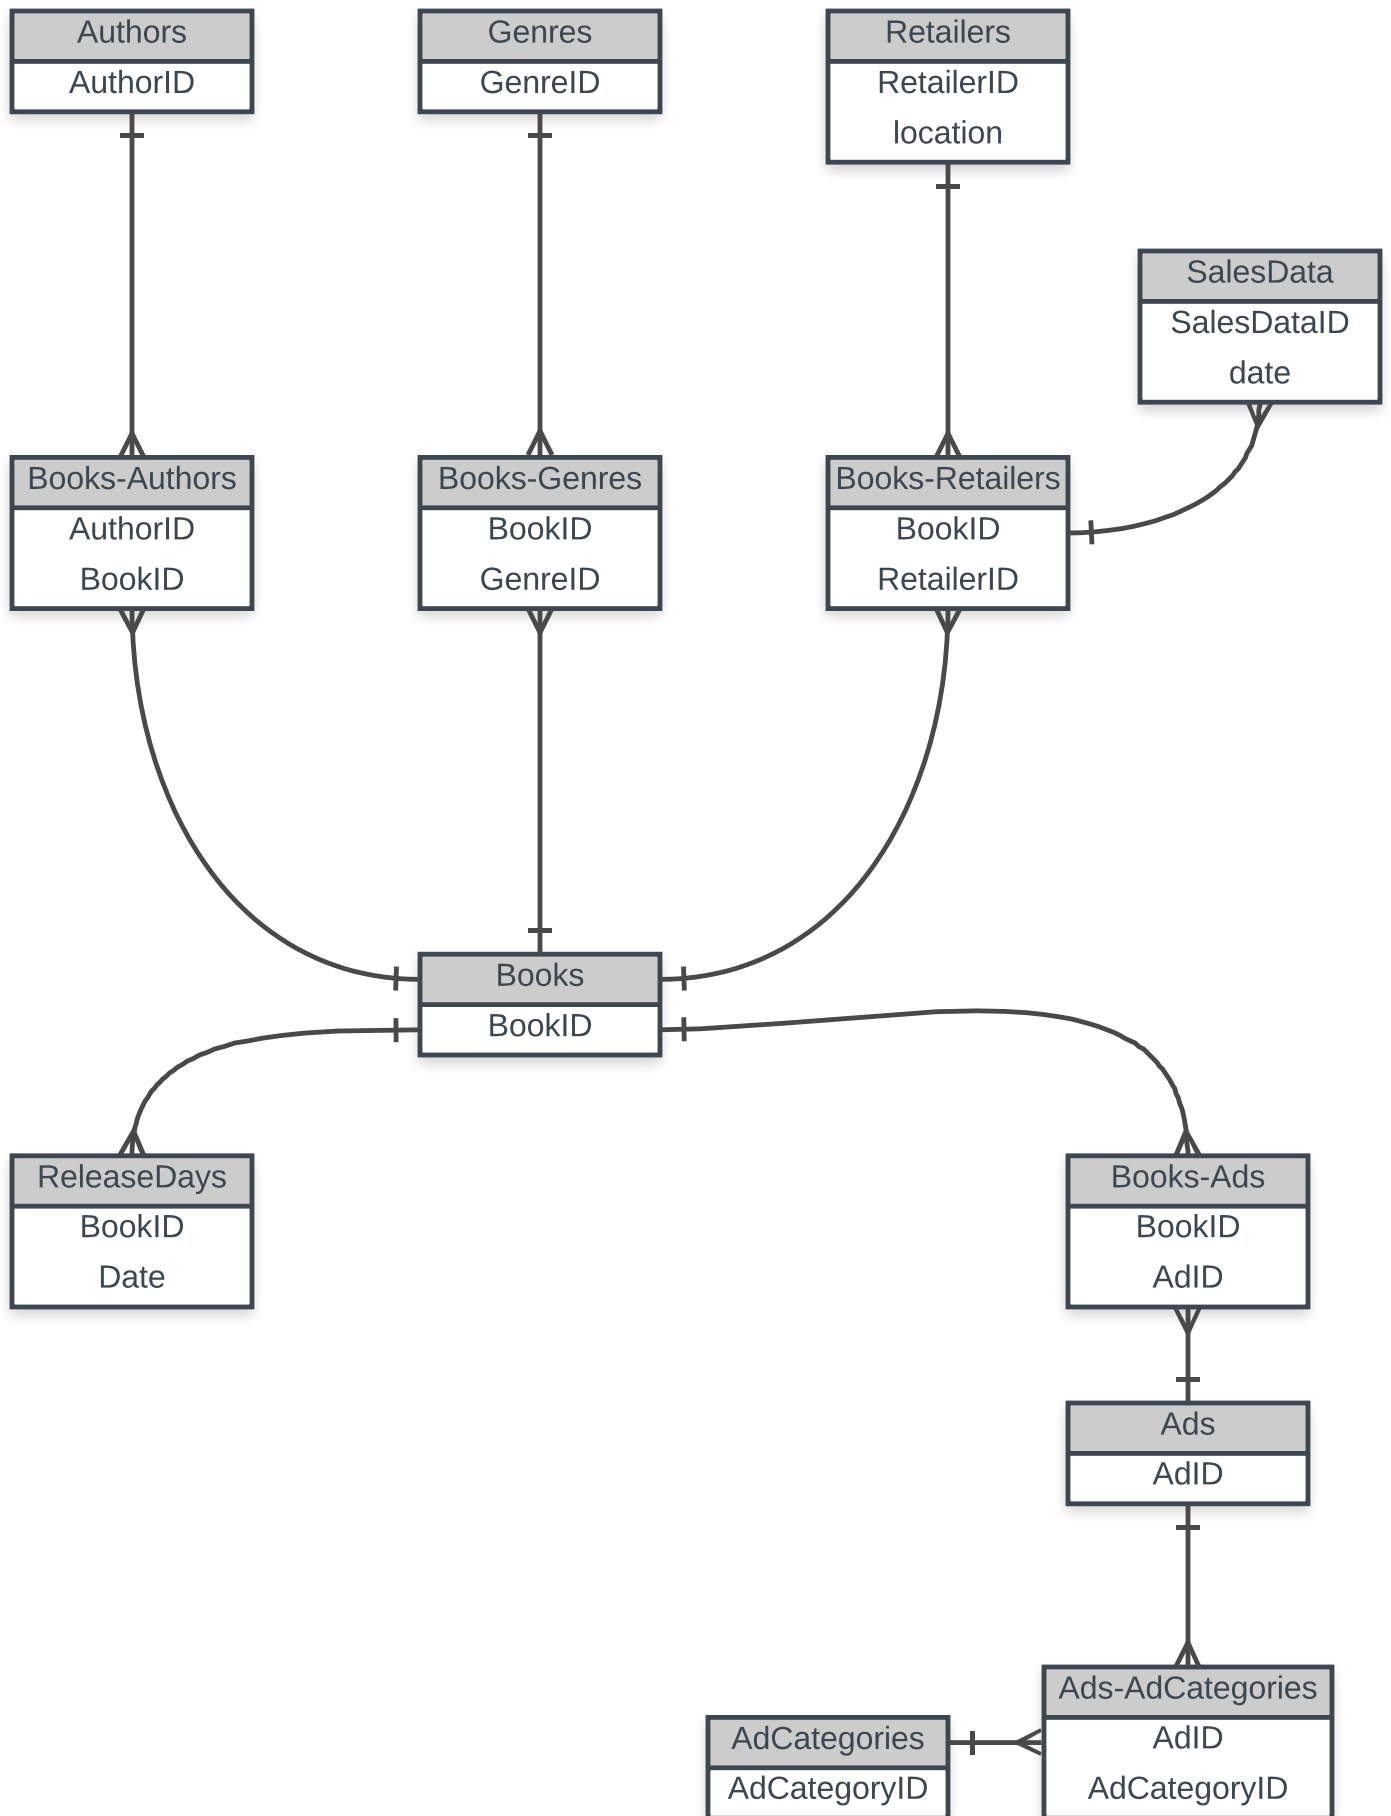 Authors
AuthorID
Genres
GenreID
Retailers
RetailerID
location
SalesData
SalesDataID
date
Books-Authors
AuthorID
BookID
Books-Genres
BookID
GenreID
Books-Retailers
BookID
RetailerID
Books
BookID
ReleaseDays
BookID
Date
Books-Ads
BookID
AdID
Ads
AdID
Ads-AdCategories
AdID
AdCategoryID
AdCategories
AdCategoryID